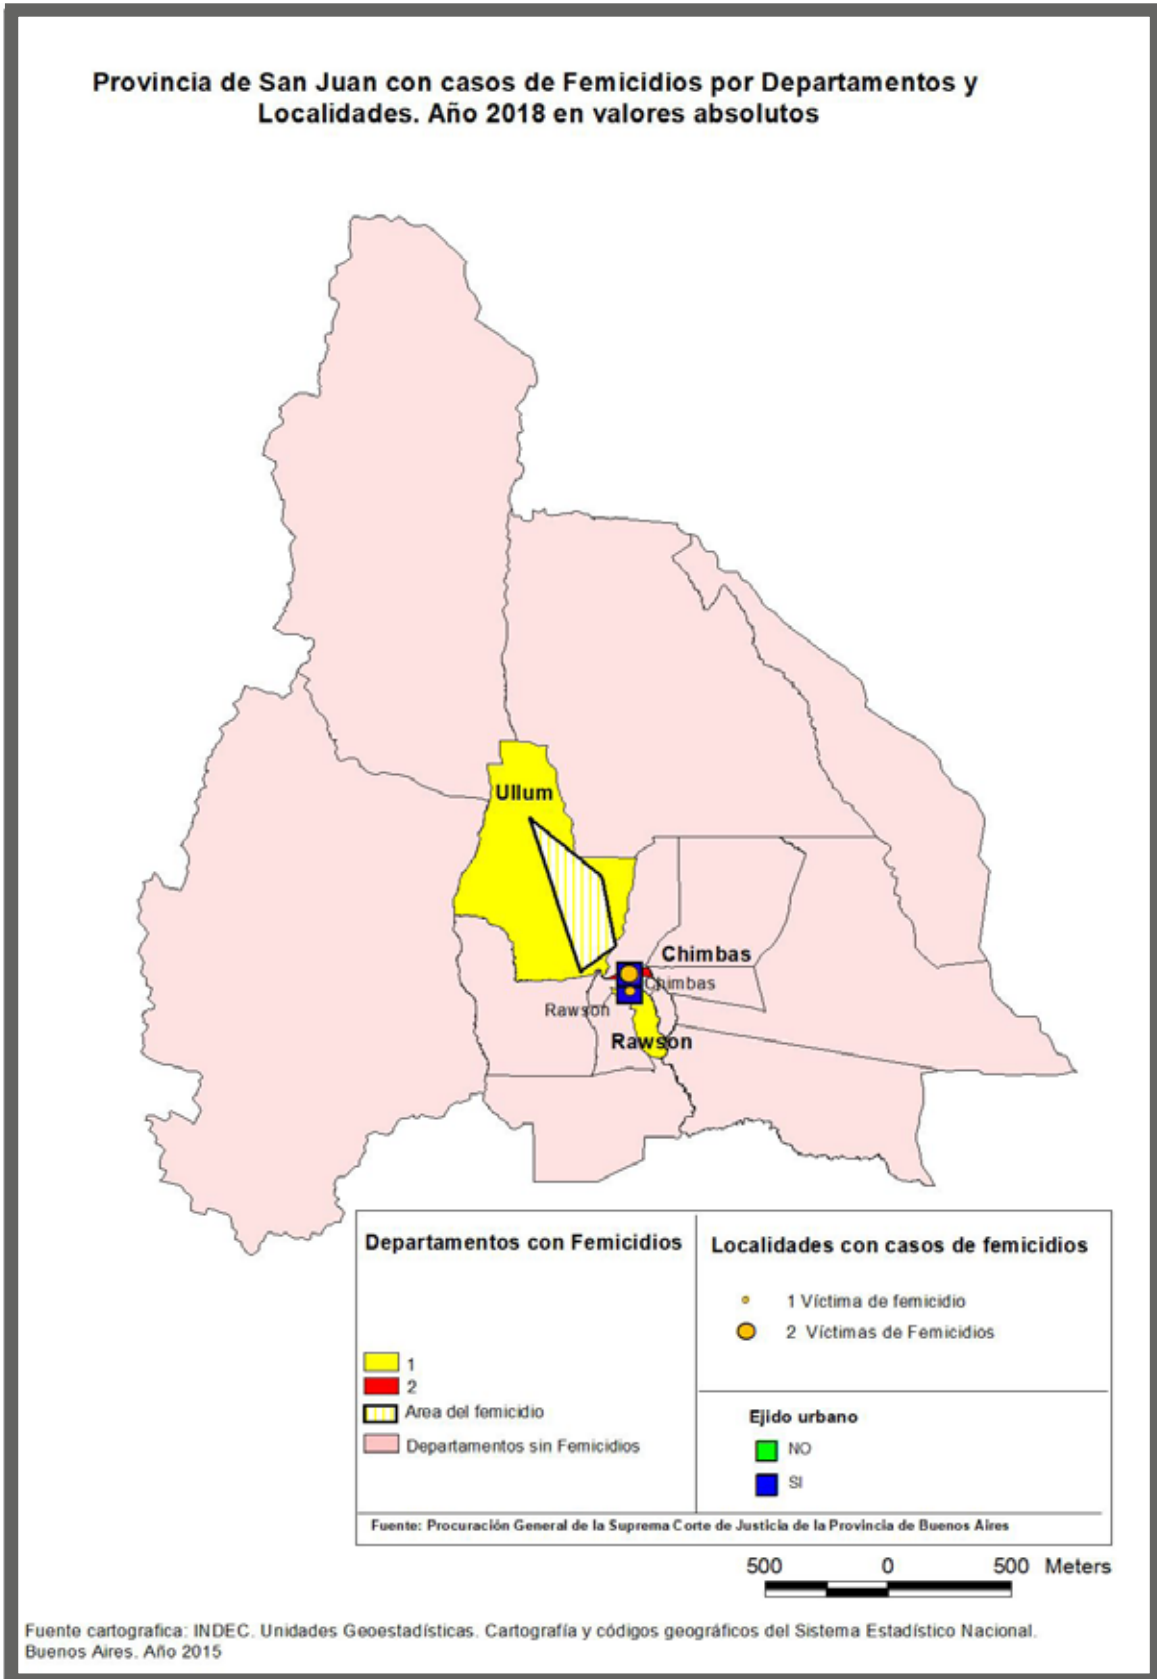 Provincia de San Juan con casos de Femicidios por Departamentos y
Localidades. Año 2018 en valores absolutos
Ullum
Chimbas
Chimbas
Rawson
Rawson
Departamentos con Femicidios
1
2
Area del femicidio
Departamentos sin Femicidios
Localidades con casos de femicidios
1 Víctima de femicidio
2 Víctimas de Femicidios
Ejido urbano
NO
SI
Fuente: Procuración General de la Suprema Corte de Justicia de la Provincia de Buenos Aires
500 0 500 Meters
Fuente cartografica: INDEC. Unidades Geoestadísticas. Cartografía y códigos geográficos del Sistema Estadístico Nacional.
Buenos Aires. Año 2015